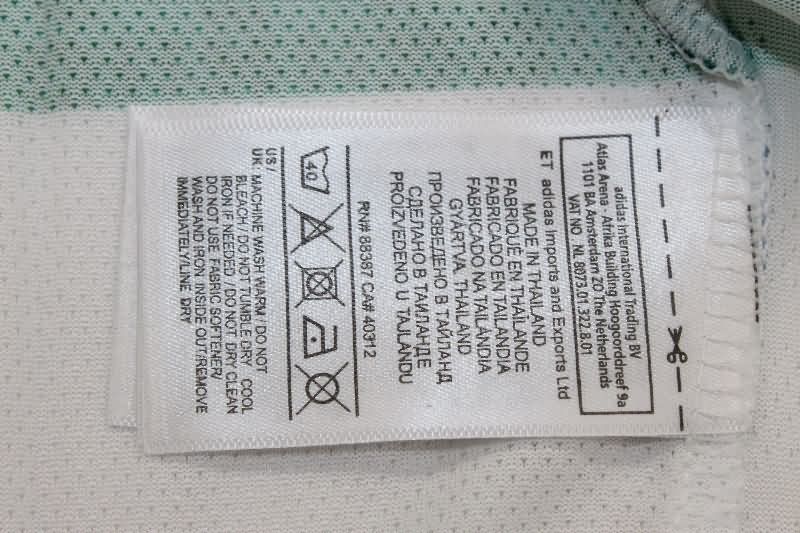 adidas International Trading BV
Atlas Arena - Afrika Building Hoogoorddreef 9a
1101 BA Amsterdam ZO The Netherlands
VAT NO. NL 8073.01.322.B.01
ET adidas Imports and Exports Ltd
MADE IN THAILAND
FABRIQUÉ EN THAÏLANDE
FABRICADO EN TAILANDIA
FABRICADO NA TAILÂNDIA
GYÁRTVA THAILAND
ПРОИЗВЕДЕНО В ТАЙЛАНД
СДЕЛАНО В ТАИЛАНДЕ
PROIZVEDENO U TAJLANDU
RN# 88387 CA# 40312
40
US /
UK: MACHINE WASH WARM / DO NOT
BLEACH / DO NOT TUMBLE DRY COOL
IRON IF NEEDED / DO NOT DRY CLEAN
DO NOT USE FABRIC SOFTENER/
WASH AND IRON INSIDE OUT/REMOVE
IMMEDIATELY/LINE DRY